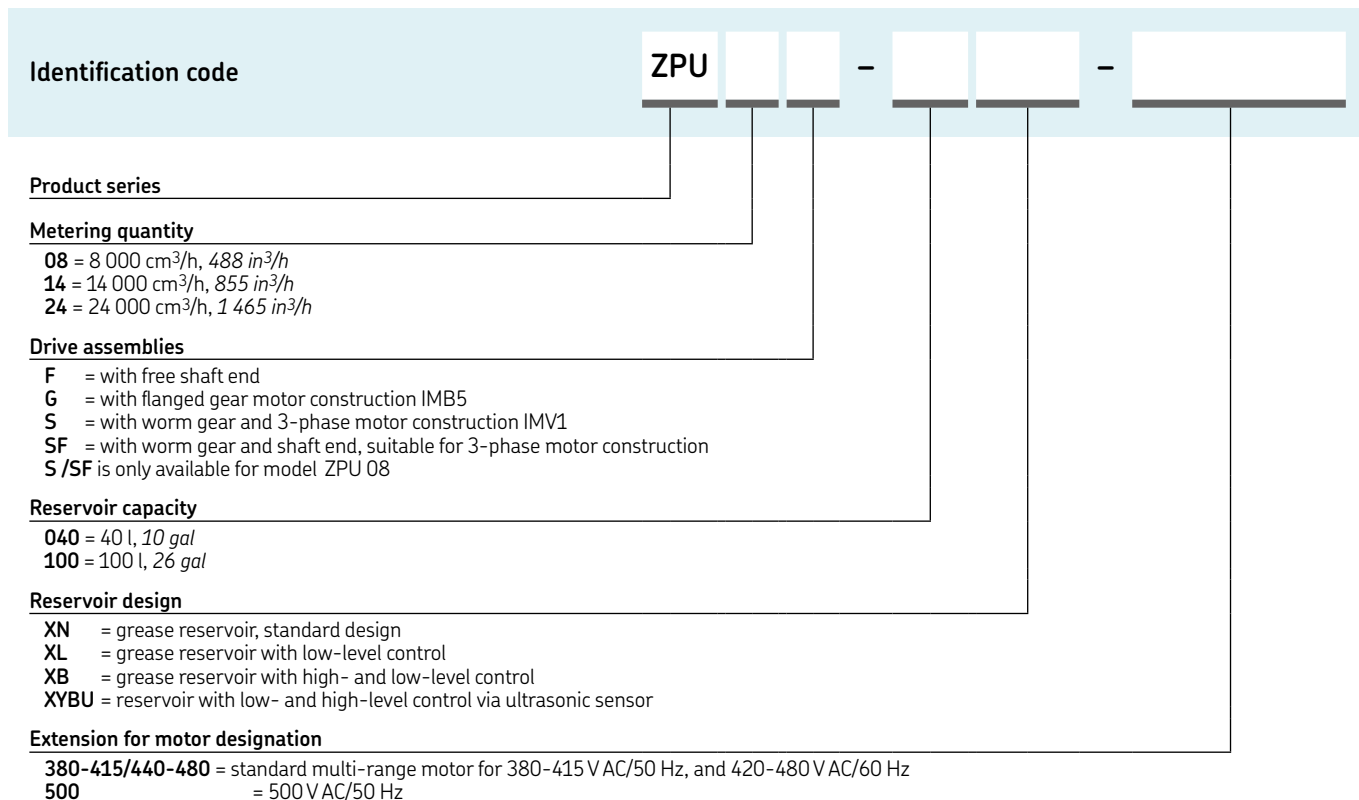 Identification code ZPU – –
Product series
Metering quantity
08 = 8 000 cm³/h, 488 in³/h
14 = 14 000 cm³/h, 855 in³/h
24 = 24 000 cm³/h, 1 465 in³/h
Drive assemblies
F = with free shaft end
G = with flanged gear motor construction IMB5
S = with worm gear and 3-phase motor construction IMV1
SF = with worm gear and shaft end, suitable for 3-phase motor construction
S /SF is only available for model ZPU 08
Reservoir capacity
040 = 40 l, 10 gal
100 = 100 l, 26 gal
Reservoir design
XN = grease reservoir, standard design
XL = grease reservoir with low-level control
XB = grease reservoir with high- and low-level control
XYBU = reservoir with low- and high-level control via ultrasonic sensor
Extension for motor designation
380-415/440-480 = standard multi-range motor for 380-415 V AC/50 Hz, and 420-480 V AC/60 Hz
500 = 500 V AC/50 Hz